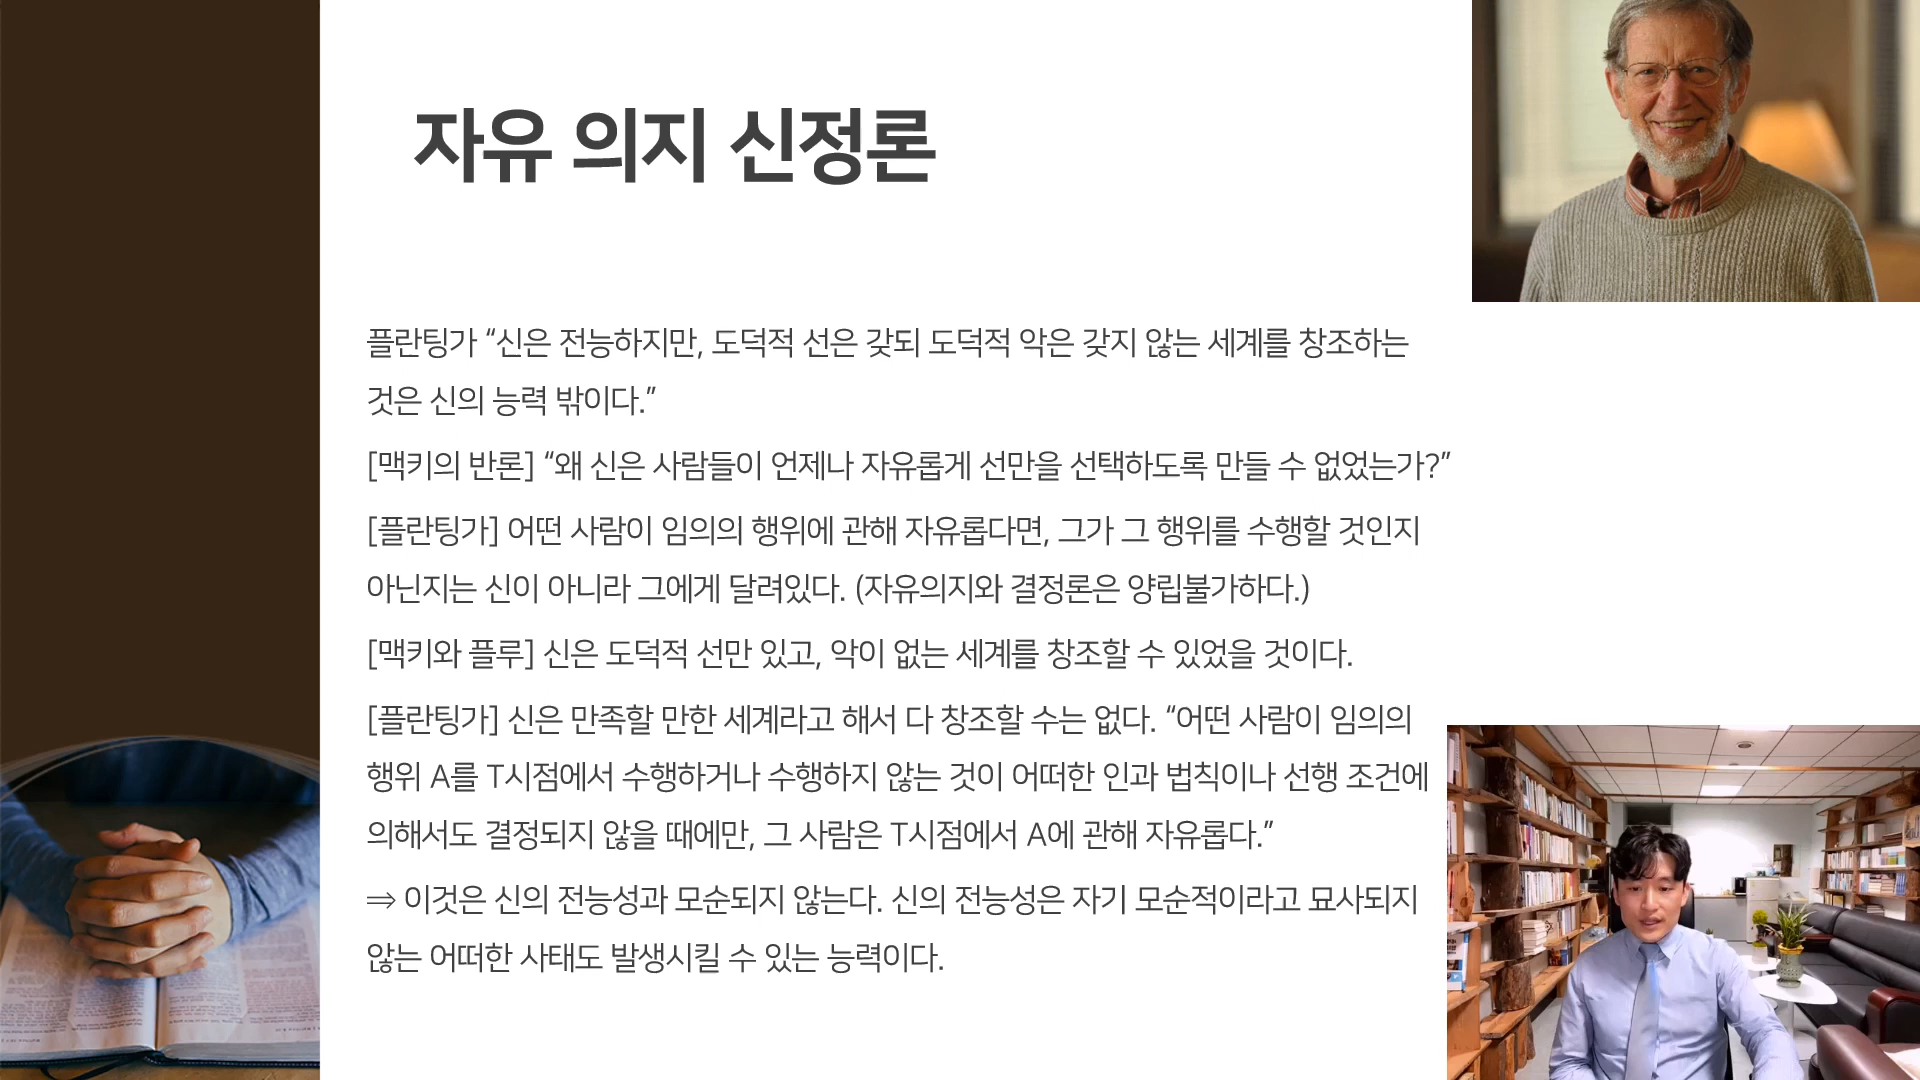 자유 의지 신정론
플란팅가 “신은 전능하지만, 도덕적 선은 갖되 도덕적 악은 갖지 않는 세계를 창조하는
것은 신의 능력 밖이다.”
[맥키의 반론] “왜 신은 사람들이 언제나 자유롭게 선만을 선택하도록 만들 수 없었는가?”
[플란팅가] 어떤 사람이 임의의 행위에 관해 자유롭다면, 그가 그 행위를 수행할 것인지
아닌지는 신이 아니라 그에게 달려있다. (자유의지와 결정론은 양립불가하다.)
[맥키와 플루] 신은 도덕적 선만 있고, 악이 없는 세계를 창조할 수 있었을 것이다.
[플란팅가] 신은 만족할 만한 세계라고 해서 다 창조할 수는 없다. “어떤 사람이 임의의
행위 A를 T시점에서 수행하거나 수행하지 않는 것이 어떠한 인과 법칙이나 선행 조건에
의해서도 결정되지 않을 때에만, 그 사람은 T시점에서 A에 관해 자유롭다.”
⇒ 이것은 신의 전능성과 모순되지 않는다. 신의 전능성은 자기 모순적이라고 묘사되지
않는 어떠한 사태도 발생시킬 수 있는 능력이다.